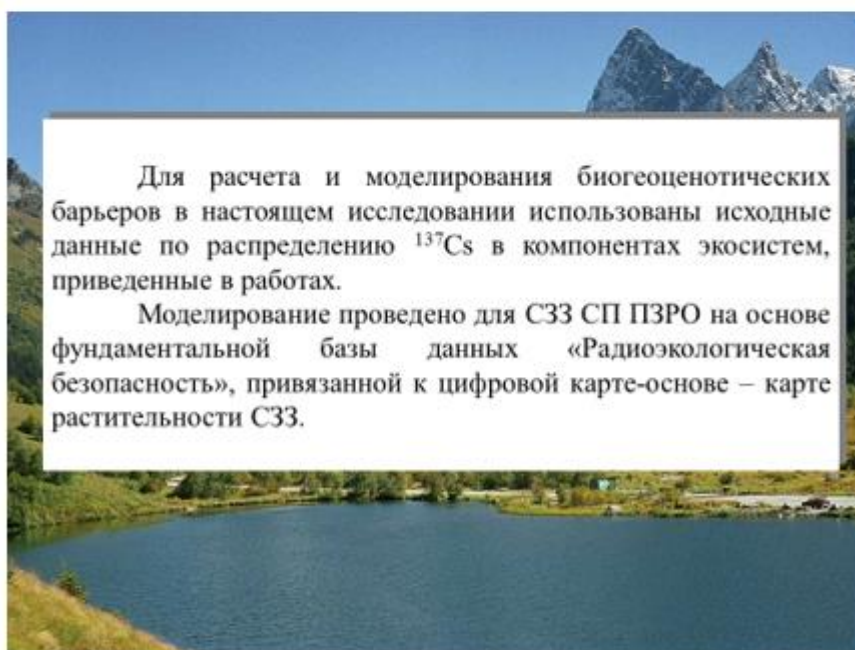 Для расчета и моделирования биогеоценотических
барьеров в настоящем исследовании использованы исходные
данные по распределению ¹³⁷Cs в компонентах экосистем,
приведенные в работах.
Моделирование проведено для СЗЗ СП ПЗРО на основе
фундаментальной базы данных «Радиоэкологическая
безопасность», привязанной к цифровой карте-основе – карте
растительности СЗЗ.